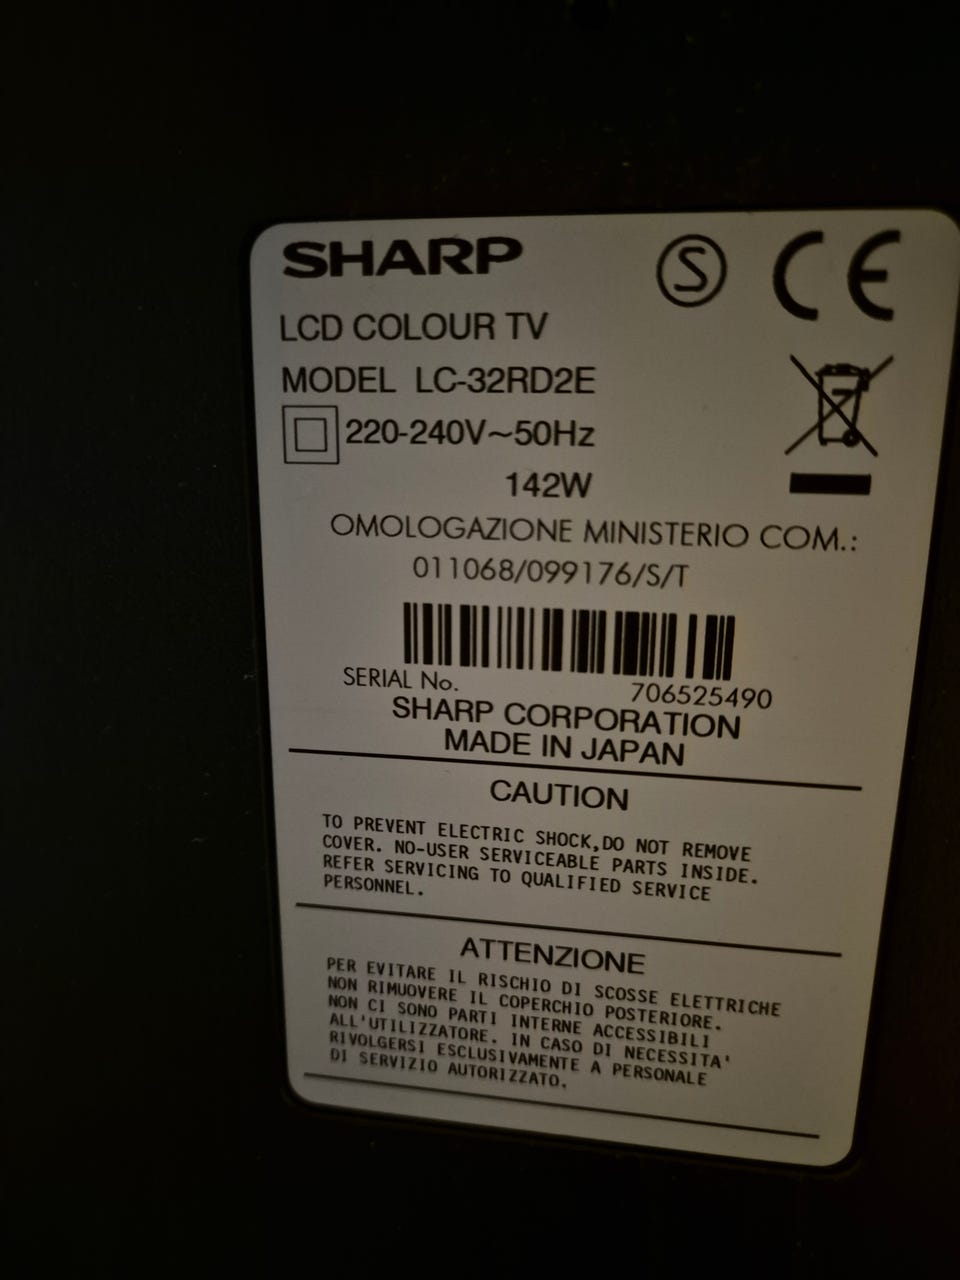 SHARP
S CE
LCD COLOUR TV
MODEL LC-32RD2E
220-240V~50Hz
142W
OMOLOGAZIONE MINISTERIO COM.:
011068/099176/S/T
SERIAL No. 706525490
SHARP CORPORATION
MADE IN JAPAN
CAUTION
TO PREVENT ELECTRIC SHOCK,DO NOT REMOVE
COVER. NO-USER SERVICEABLE PARTS INSIDE.
REFER SERVICING TO QUALIFIED SERVICE
PERSONNEL.
ATTENZIONE
PER EVITARE IL RISCHIO DI SCOSSE ELETTRICHE
NON RIMUOVERE IL COPERCHIO POSTERIORE.
NON CI SONO PARTI INTERNE ACCESSIBILI
ALL'UTILIZZATORE. IN CASO DI NECESSITA'
RIVOLGERSI ESCLUSIVAMENTE A PERSONALE
DI SERVIZIO AUTORIZZATO.